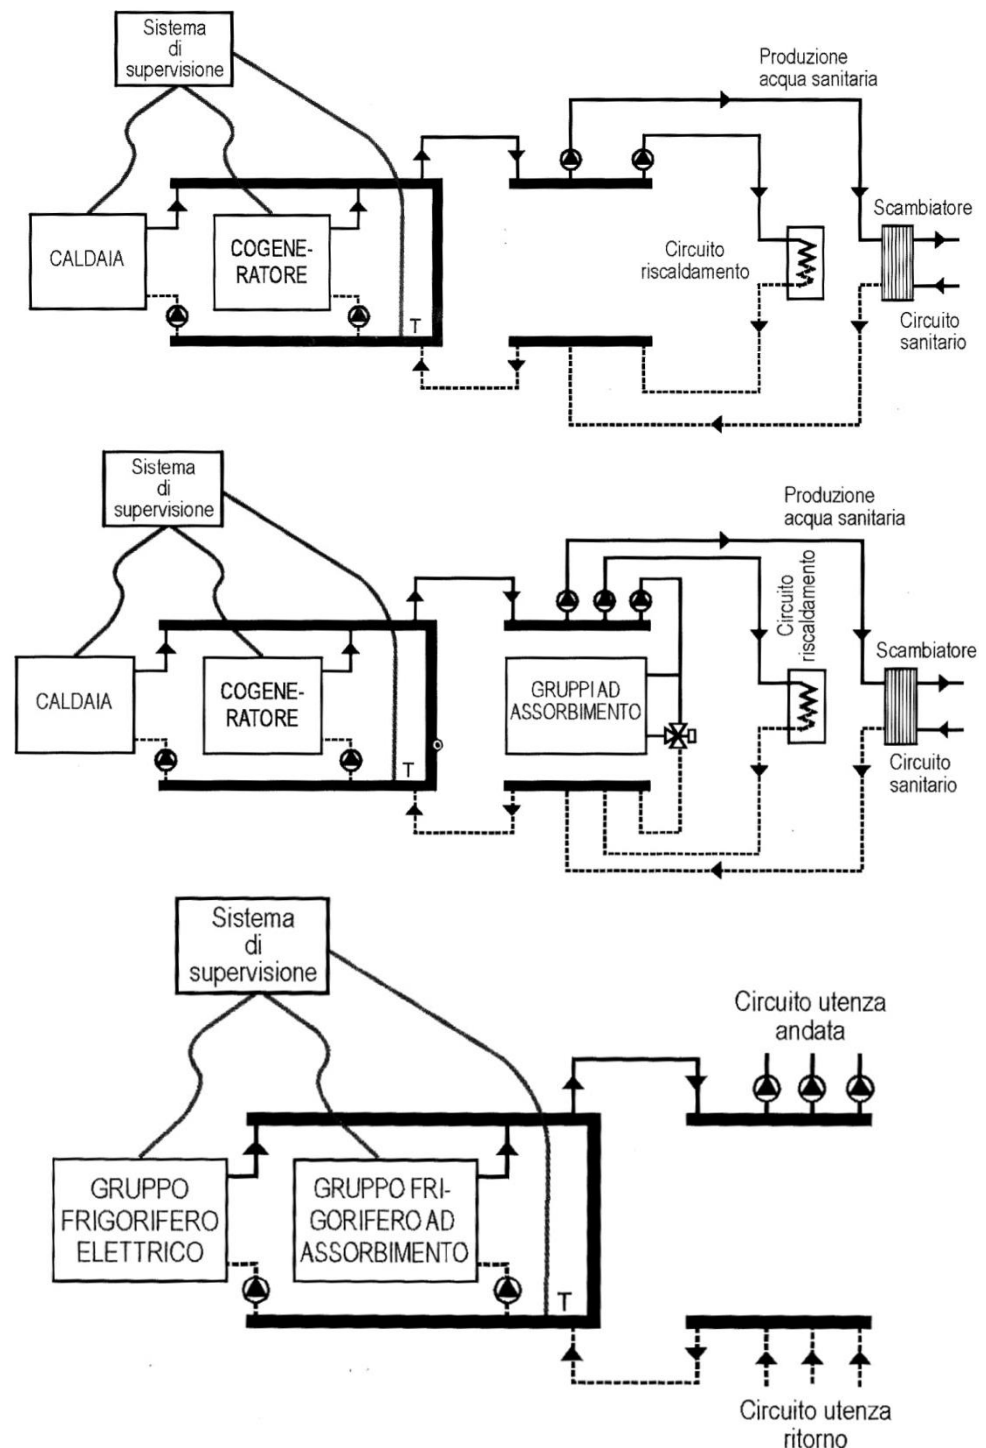 Sistema
di
supervisione
Produzione
acqua sanitaria
CALDAIA
COGENE-
RATORE
T
Circuito
riscaldamento
Scambiatore
Circuito
sanitario
Sistema
di
supervisione
Produzione
acqua sanitaria
CALDAIA
COGENE-
RATORE
T
GRUPPI AD
ASSORBIMENTO
Circuito
riscaldamento
Scambiatore
Circuito
sanitario
Sistema
di
supervisione
Circuito utenza
andata
GRUPPO
FRIGORIFERO
ELETTRICO
GRUPPO FRI-
GORIFERO AD
ASSORBIMENTO
T
Circuito utenza
ritorno